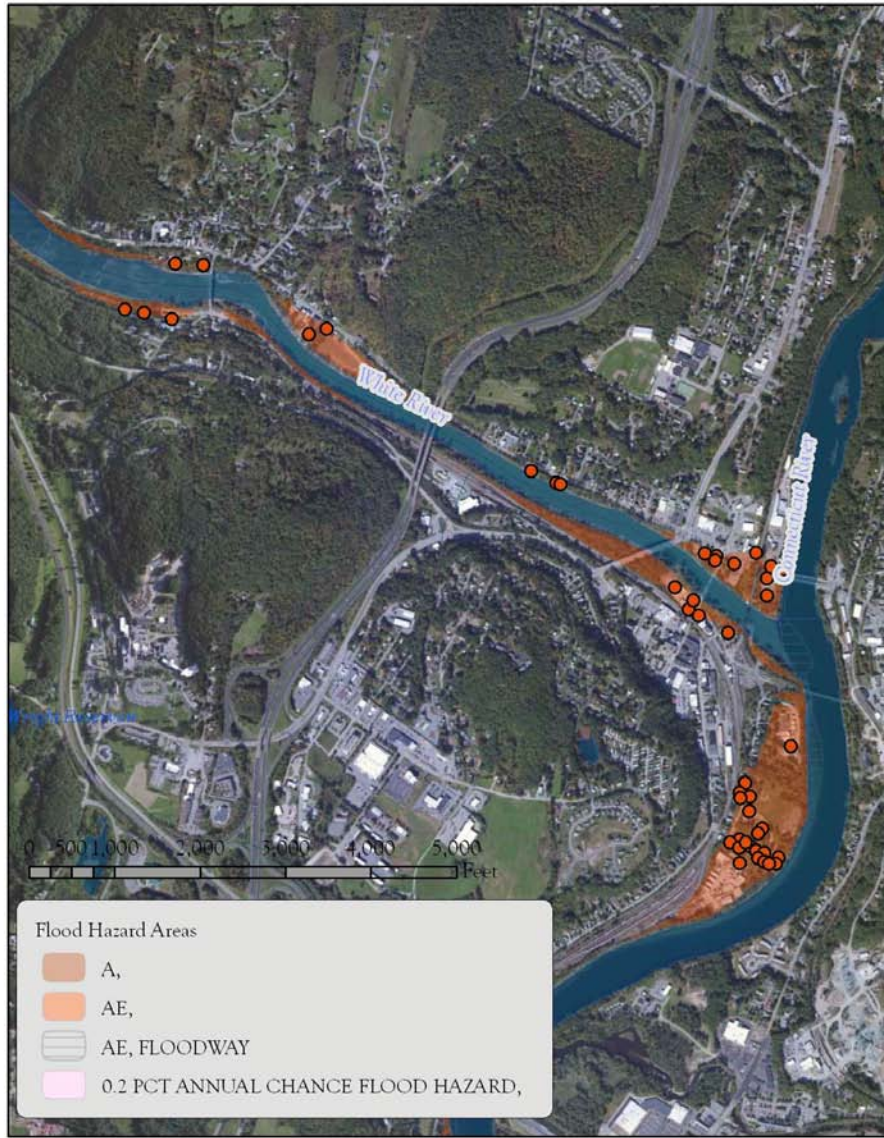 White River
Connecticut River
0 500 1,000 2,000 3,000 4,000 5,000
Feet
Flood Hazard Areas
A,
AE,
AE, FLOODWAY
0.2 PCT ANNUAL CHANCE FLOOD HAZARD,